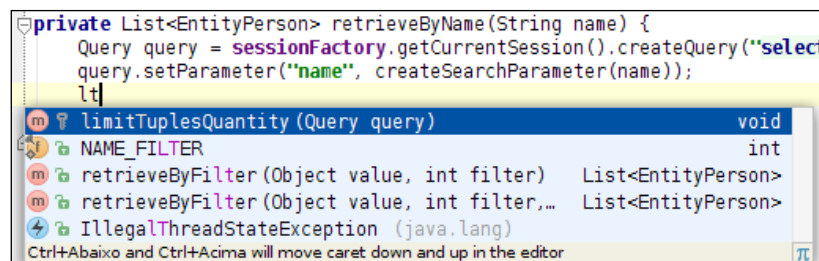 private List<EntityPerson> retrieveByName(String name) {
Query query = sessionFactory.getCurrentSession().createQuery("select
query.setParameter("name", createSearchParameter(name));
lt
m limitTuplesQuantity(Query query) void
f NAME_FILTER int
m retrieveByFilter(Object value, int filter) List<EntityPerson>
m retrieveByFilter(Object value, int filter,… List<EntityPerson>
IllegalThreadStateException (java.lang)
Ctrl+Abaixo and Ctrl+Acima will move caret down and up in the editor π